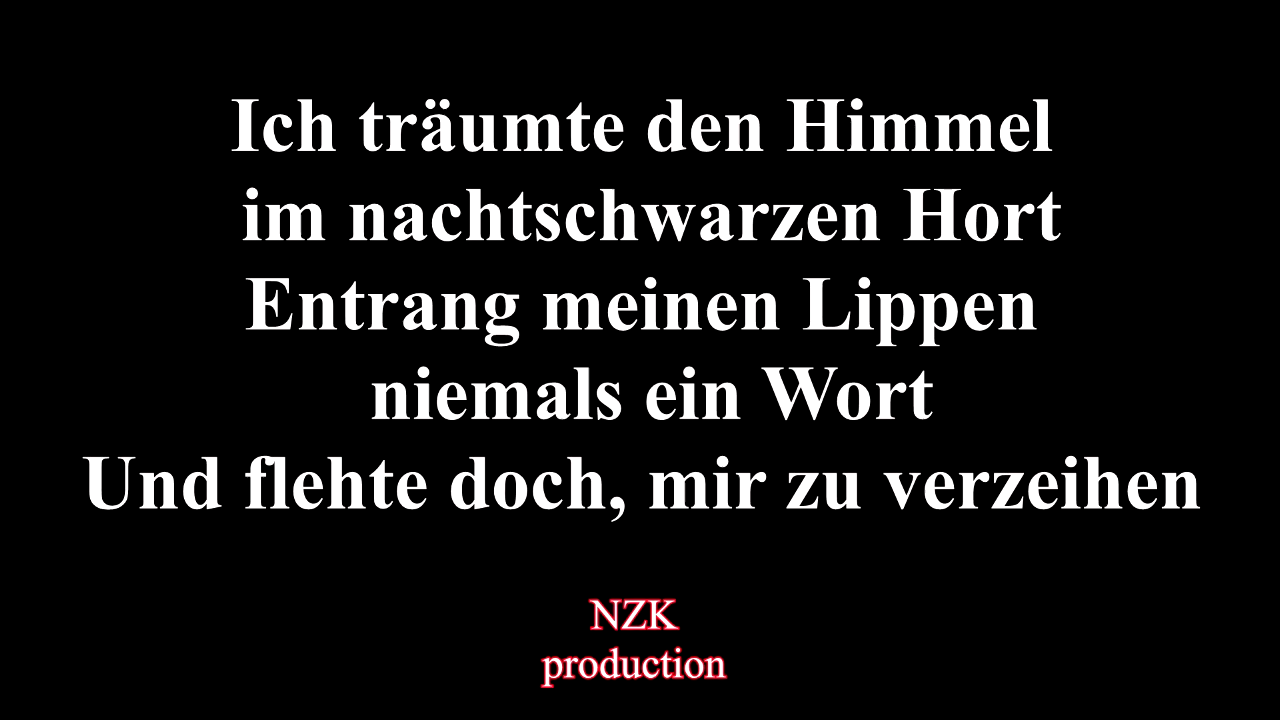 Ich träumte den Himmel
im nachtschwarzen Hort
Entrang meinen Lippen
niemals ein Wort
Und flehte doch, mir zu verzeihen
NZK
production